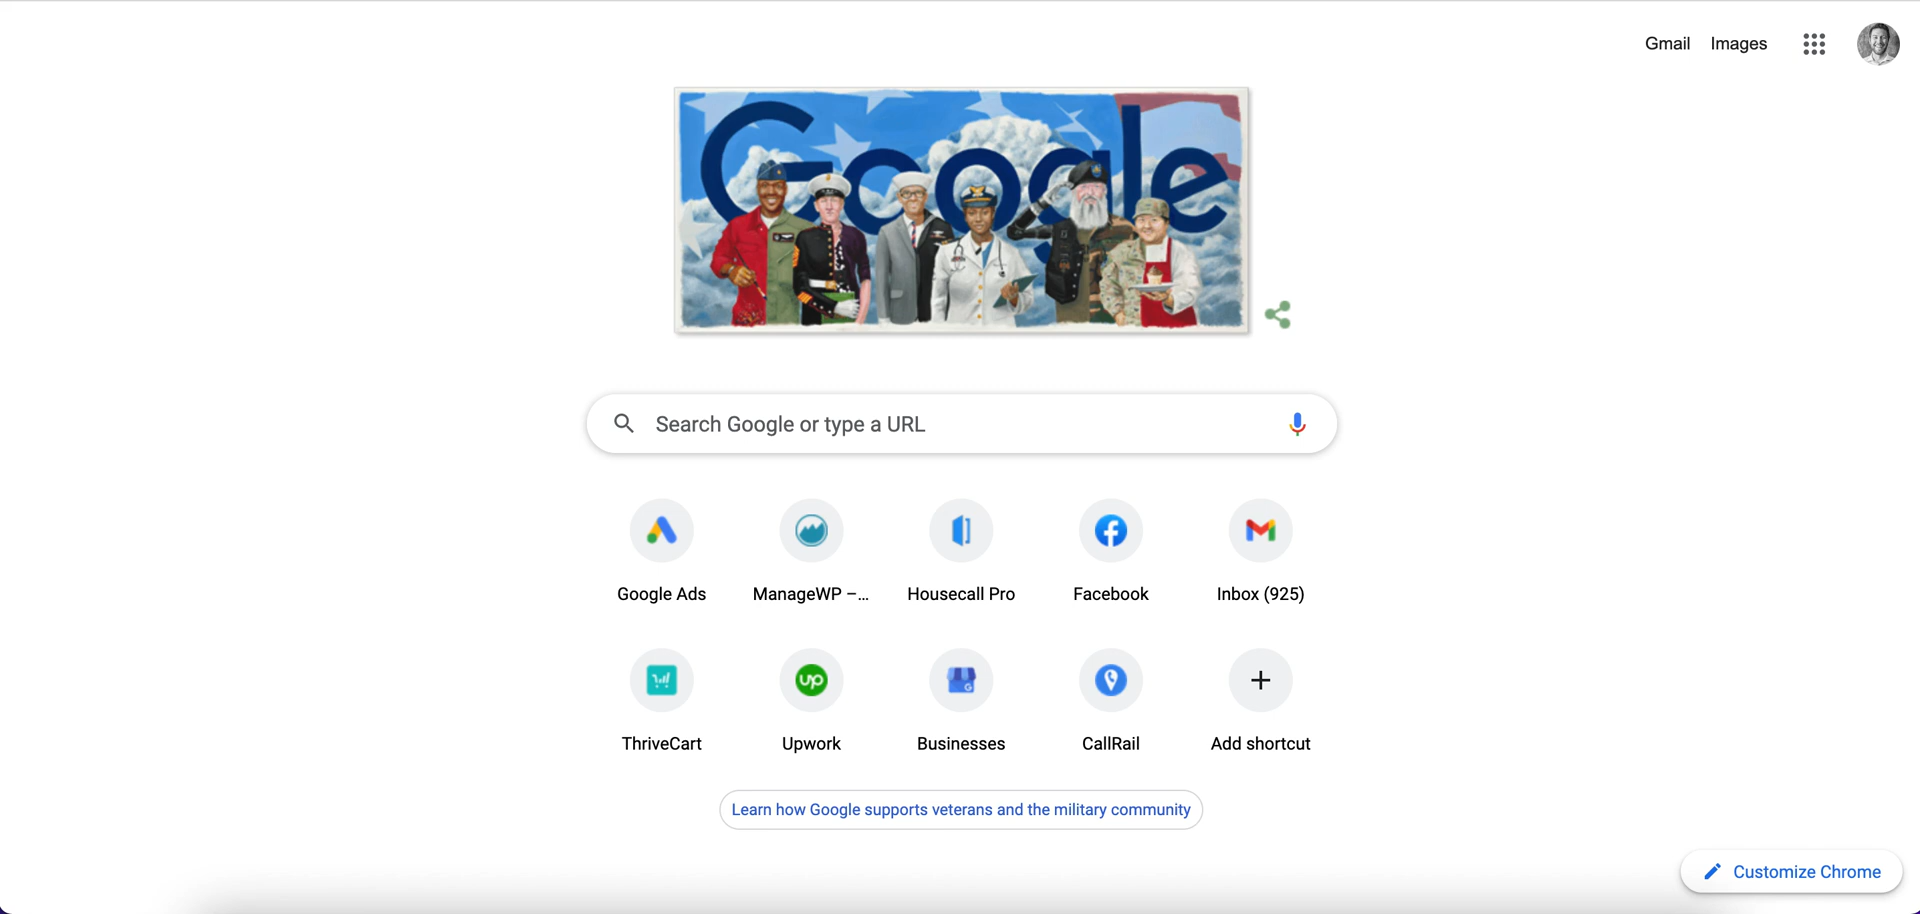 Gmail Images
Google
Search Google or type a URL
Google Ads
ManageWP –...
Housecall Pro
Facebook
Inbox (925)
ThriveCart
up
Upwork
G
Businesses
CallRail
Add shortcut
Learn how Google supports veterans and the military community
Customize Chrome